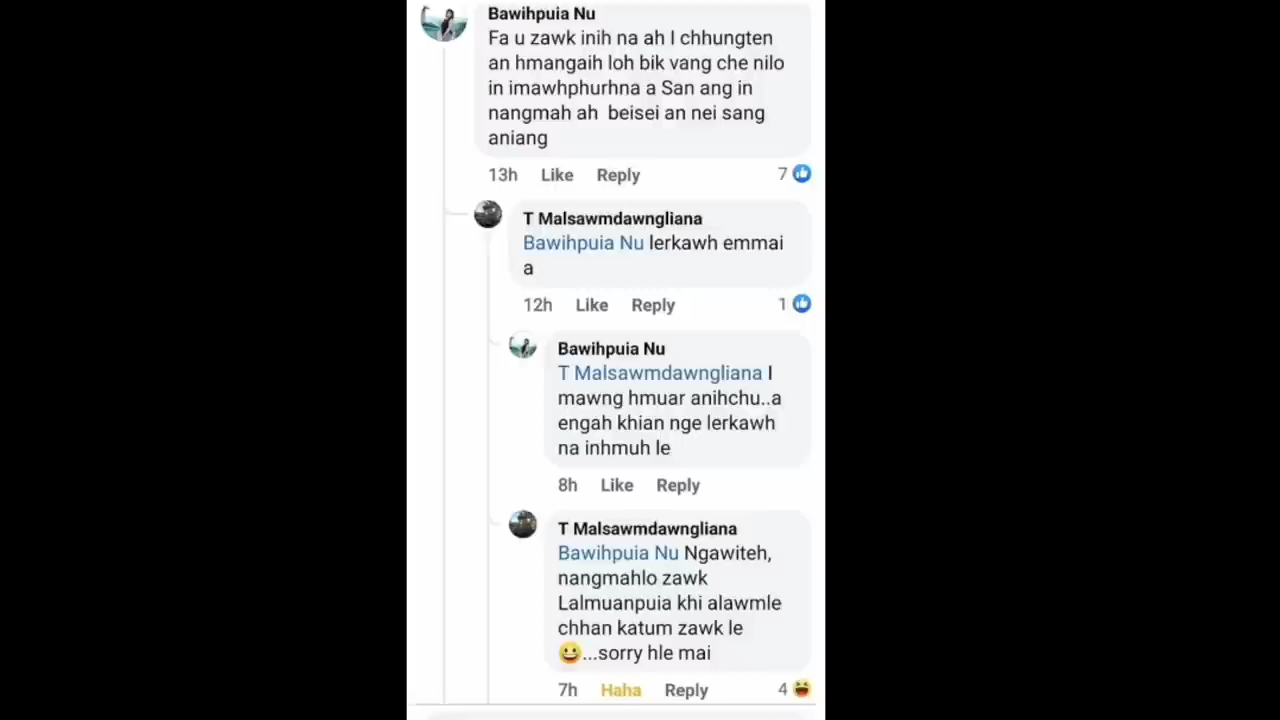 Bawihpuia Nu
Fa u zawk inih na ah I chhungten
an hmangaih loh bik vang che nilo
in imawhphurhna a San ang in
nangmah ah beisei an nei sang
aniang
13h Like Reply 7
T Malsawmdawngliana
Bawihpuia Nu lerkawh emmai
a
12h Like Reply 1
Bawihpuia Nu
T Malsawmdawngliana I
mawng hmuar anihchu..a
engah khian nge lerkawh
na inhmuh le
8h Like Reply
T Malsawmdawngliana
Bawihpuia Nu Ngawiteh,
nangmahlo zawk
Lalmuanpuia khi alawmle
chhan katum zawk le
😀...sorry hle mai
7h Haha Reply 4